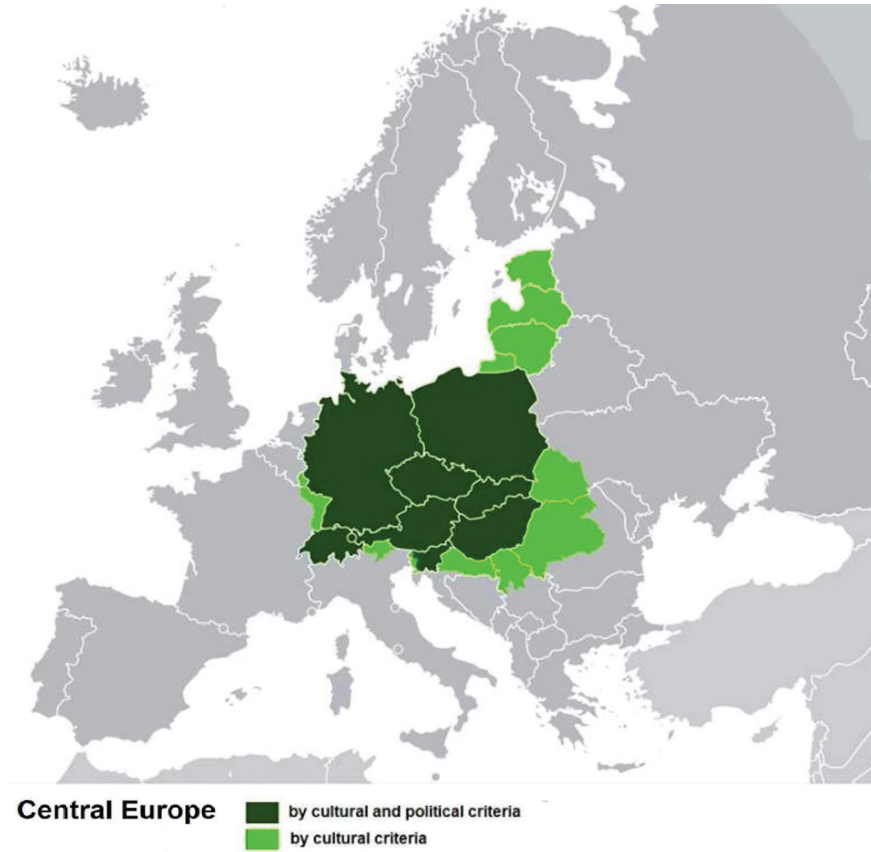 Central Europe
by cultural and political criteria
by cultural criteria